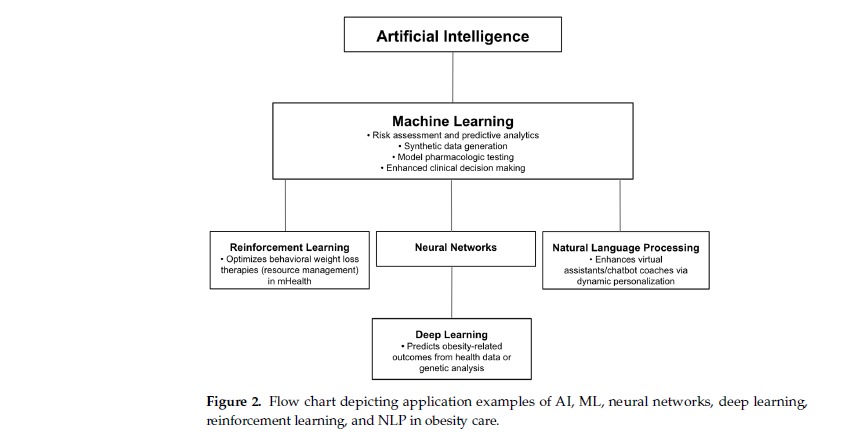 Artificial Intelligence
Machine Learning
• Risk assessment and predictive analytics
• Synthetic data generation
• Model pharmacologic testing
• Enhanced clinical decision making
Reinforcement Learning
• Optimizes behavioral weight loss
therapies (resource management)
in mHealth
Neural Networks
Natural Language Processing
• Enhances virtual
assistants/chatbot coaches via
dynamic personalization
Deep Learning
• Predicts obesity-related
outcomes from health data or
genetic analysis
Figure 2. Flow chart depicting application examples of AI, ML, neural networks, deep learning,
reinforcement learning, and NLP in obesity care.